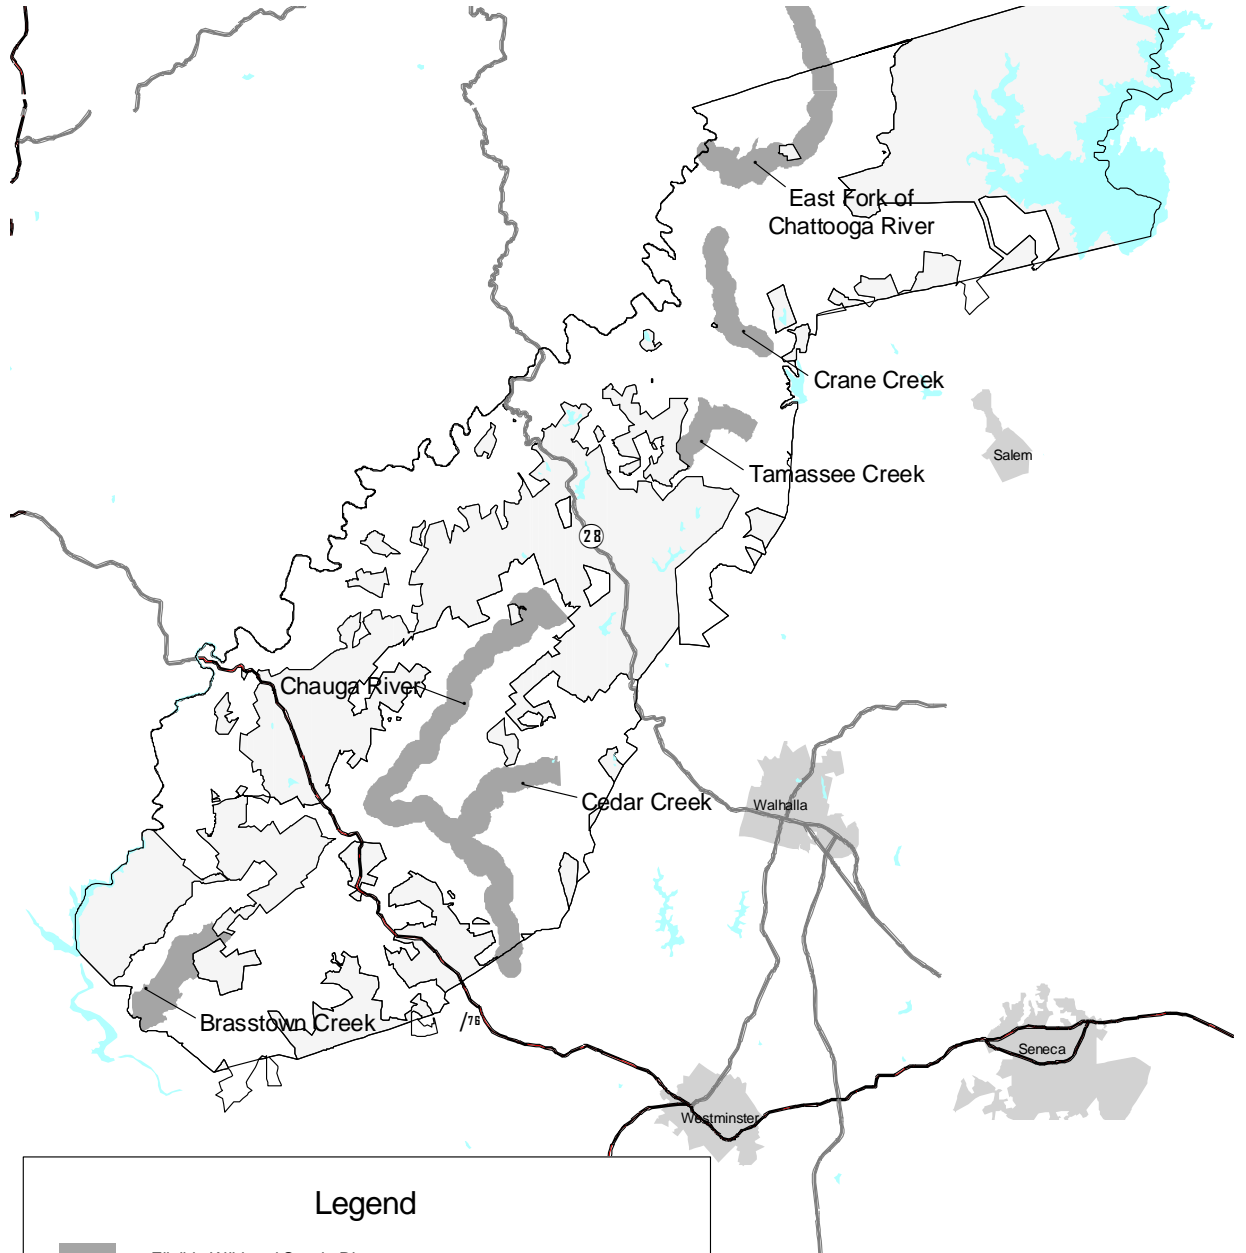 East Fork of
Chattooga River
Crane Creek
Salem
Tamassee Creek
28
Chauga River
Cedar Creek
Walhalla
Brasstown Creek
76
Seneca
Westminster
Legend